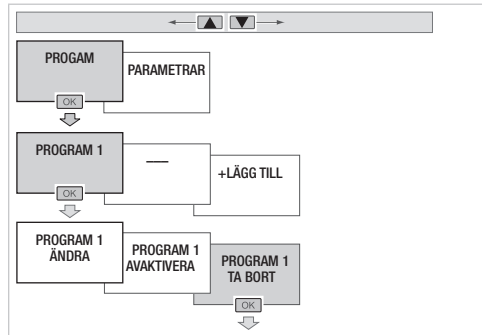 PROGAM
PARAMETRAR
OK
PROGRAM 1
—
+LÄGG TILL
OK
PROGRAM 1
ÄNDRA
PROGRAM 1
AVAKTIVERA
PROGRAM 1
TA BORT
OK